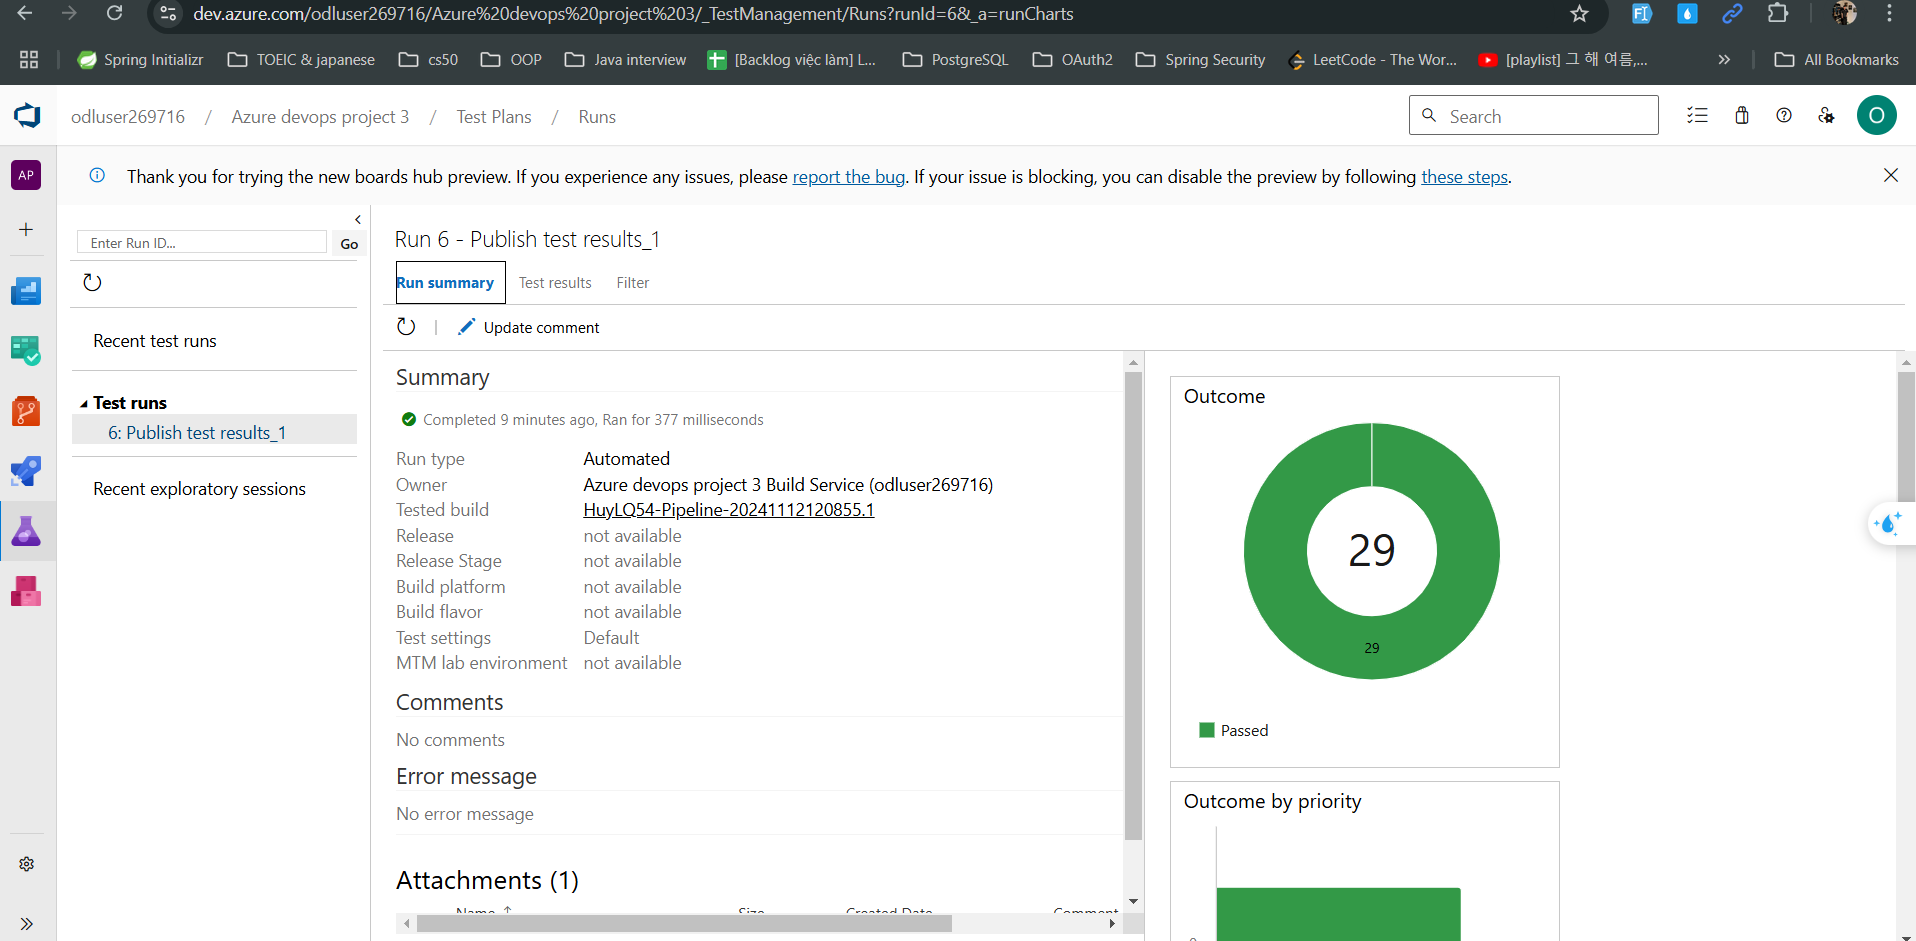 dev.azure.com/odluser269716/Azure%20devops%20project%203/_TestManagement/Runs?runId=6&_a=runCharts
Spring Initializr
TOEIC & japanese
cs50
OOP
Java interview
[Backlog việc làm] L...
PostgreSQL
OAuth2
Spring Security
LeetCode - The Wor...
[playlist] 그 해 여름,...
All Bookmarks
odluser269716 / Azure devops project 3 / Test Plans / Runs
Search
O
AP
Thank you for trying the new boards hub preview. If you experience any issues, please report the bug. If your issue is blocking, you can disable the preview by following these steps.
Enter Run ID...
Go
Recent test runs
Test runs
6: Publish test results_1
Recent exploratory sessions
Run 6 - Publish test results_1
Run summary
Test results
Filter
Update comment
Summary
Completed 9 minutes ago, Ran for 377 milliseconds
Run type Automated
Owner Azure devops project 3 Build Service (odluser269716)
Tested build HuyLQ54-Pipeline-20241112120855.1
Release not available
Release Stage not available
Build platform not available
Build flavor not available
Test settings Default
MTM lab environment not available
Comments
No comments
Error message
No error message
Attachments (1)
Name
Size
Created Date
Comment
Outcome
29
29
Passed
Outcome by priority